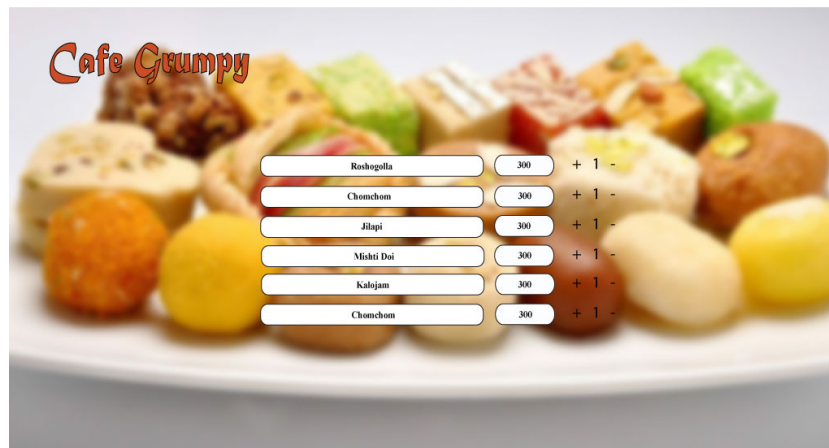 Cafe Grumpy
Roshogolla 300 + 1 -
Chomchom 300 + 1 -
Jilapi 300 + 1 -
Mishti Doi 300 + 1 -
Kalojam 300 + 1 -
Chomchom 300 + 1 -